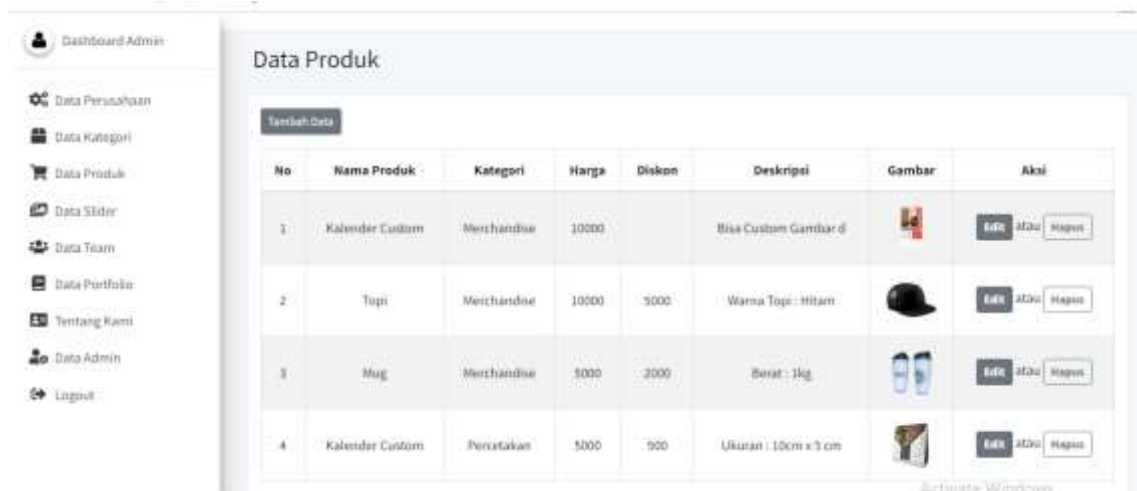 Dashboard Admin
Data Perusahaan
Data Kategori
Data Produk
Data Slider
Data Team
Data Portfolio
Tentang Kami
Data Admin
Logout
Data Produk
Tambah Data
No Nama Produk Kategori Harga Diskon Deskripsi Gambar Aksi
1 Kalender Custom Merchandise 10000 Bisa Custom Gambar d Edit atau Hapus
2 Topi Merchandise 10000 5000 Warna Topi : Hitam Edit atau Hapus
3 Mug Merchandise 5000 2000 Berat : 1kg Edit atau Hapus
4 Kalender Custom Percetakan 5000 500 Ukuran : 10cm x 5 cm Edit atau Hapus
Activate Windows